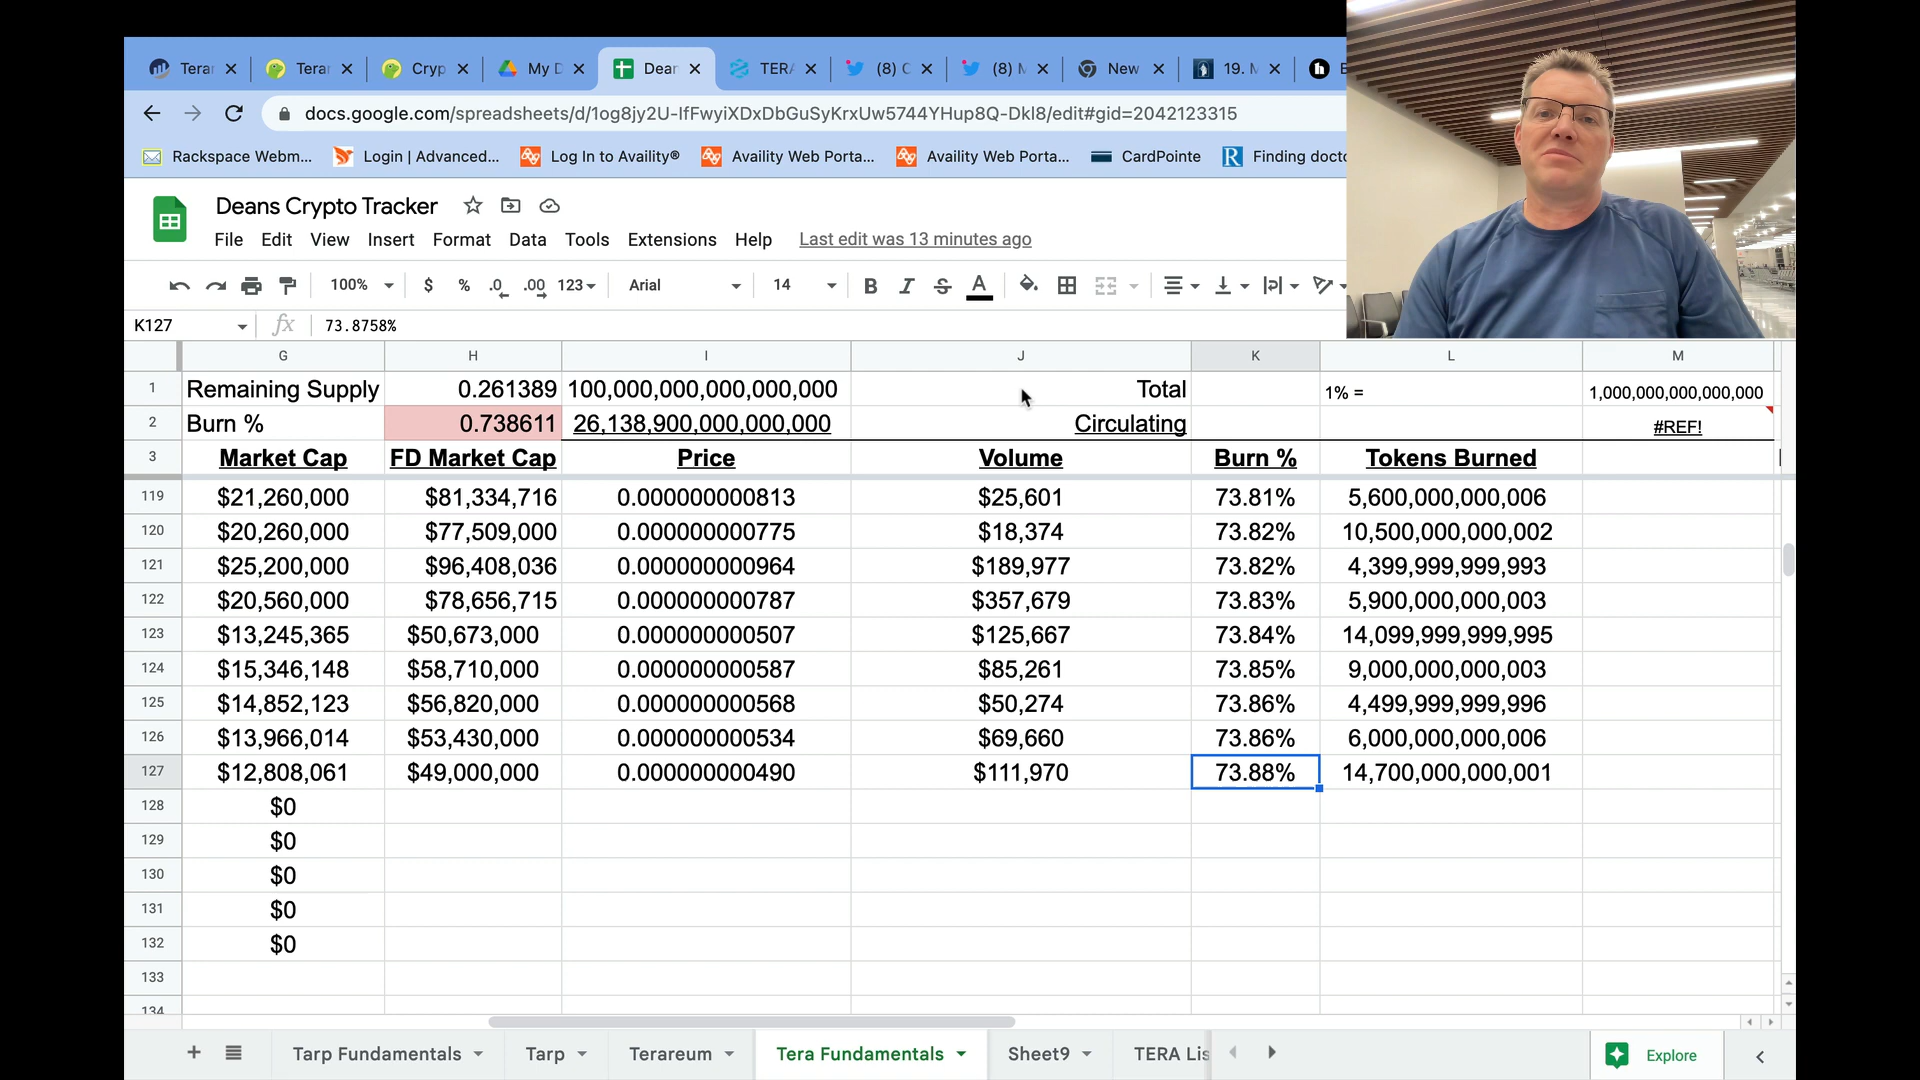 Terar
Terar
Cryp
My D
Dear
TERA
(8) C
(8) M
New
19. M
docs.google.com/spreadsheets/d/1og8jy2U-IfFwyiXDxDbGuSyKrxUw5744YHup8Q-Dkl8/edit#gid=2042123315
Rackspace Webm...
Login | Advanced...
Log In to Availity®
Availity Web Porta...
Availity Web Porta...
CardPointe
Finding docto
Deans Crypto Tracker
File Edit View Insert Format Data Tools Extensions Help Last edit was 13 minutes ago
100% $ % .0 .00 123 Arial 14 B I S A
K127 fx 73.8758%
G H I J K L M
1 Remaining Supply 0.261389 100,000,000,000,000,000 Total 1% = 1,000,000,000,000,000
2 Burn % 0.738611 26,138,900,000,000,000 Circulating #REF!
3 Market Cap FD Market Cap Price Volume Burn % Tokens Burned
119 $21,260,000 $81,334,716 0.000000000813 $25,601 73.81% 5,600,000,000,006
120 $20,260,000 $77,509,000 0.000000000775 $18,374 73.82% 10,500,000,000,002
121 $25,200,000 $96,408,036 0.000000000964 $189,977 73.82% 4,399,999,999,993
122 $20,560,000 $78,656,715 0.000000000787 $357,679 73.83% 5,900,000,000,003
123 $13,245,365 $50,673,000 0.000000000507 $125,667 73.84% 14,099,999,999,995
124 $15,346,148 $58,710,000 0.000000000587 $85,261 73.85% 9,000,000,000,003
125 $14,852,123 $56,820,000 0.000000000568 $50,274 73.86% 4,499,999,999,996
126 $13,966,014 $53,430,000 0.000000000534 $69,660 73.86% 6,000,000,000,006
127 $12,808,061 $49,000,000 0.000000000490 $111,970 73.88% 14,700,000,000,001
128 $0
129 $0
130 $0
131 $0
132 $0
133
134
Tarp Fundamentals Tarp Terareum Tera Fundamentals Sheet9 TERA Lis Explore